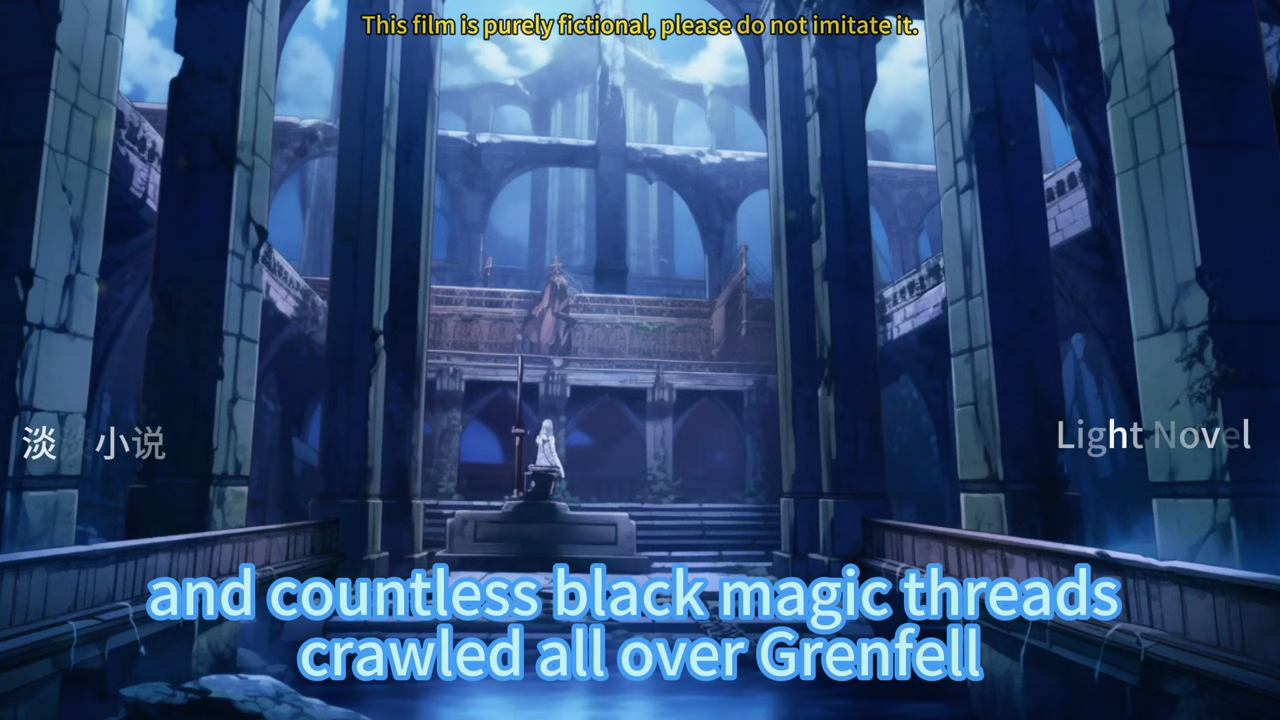 This film is purely fictional, please do not imitate it.
淡淡小说
Light Novel
and countless black magic threads
crawled all over Grenfell